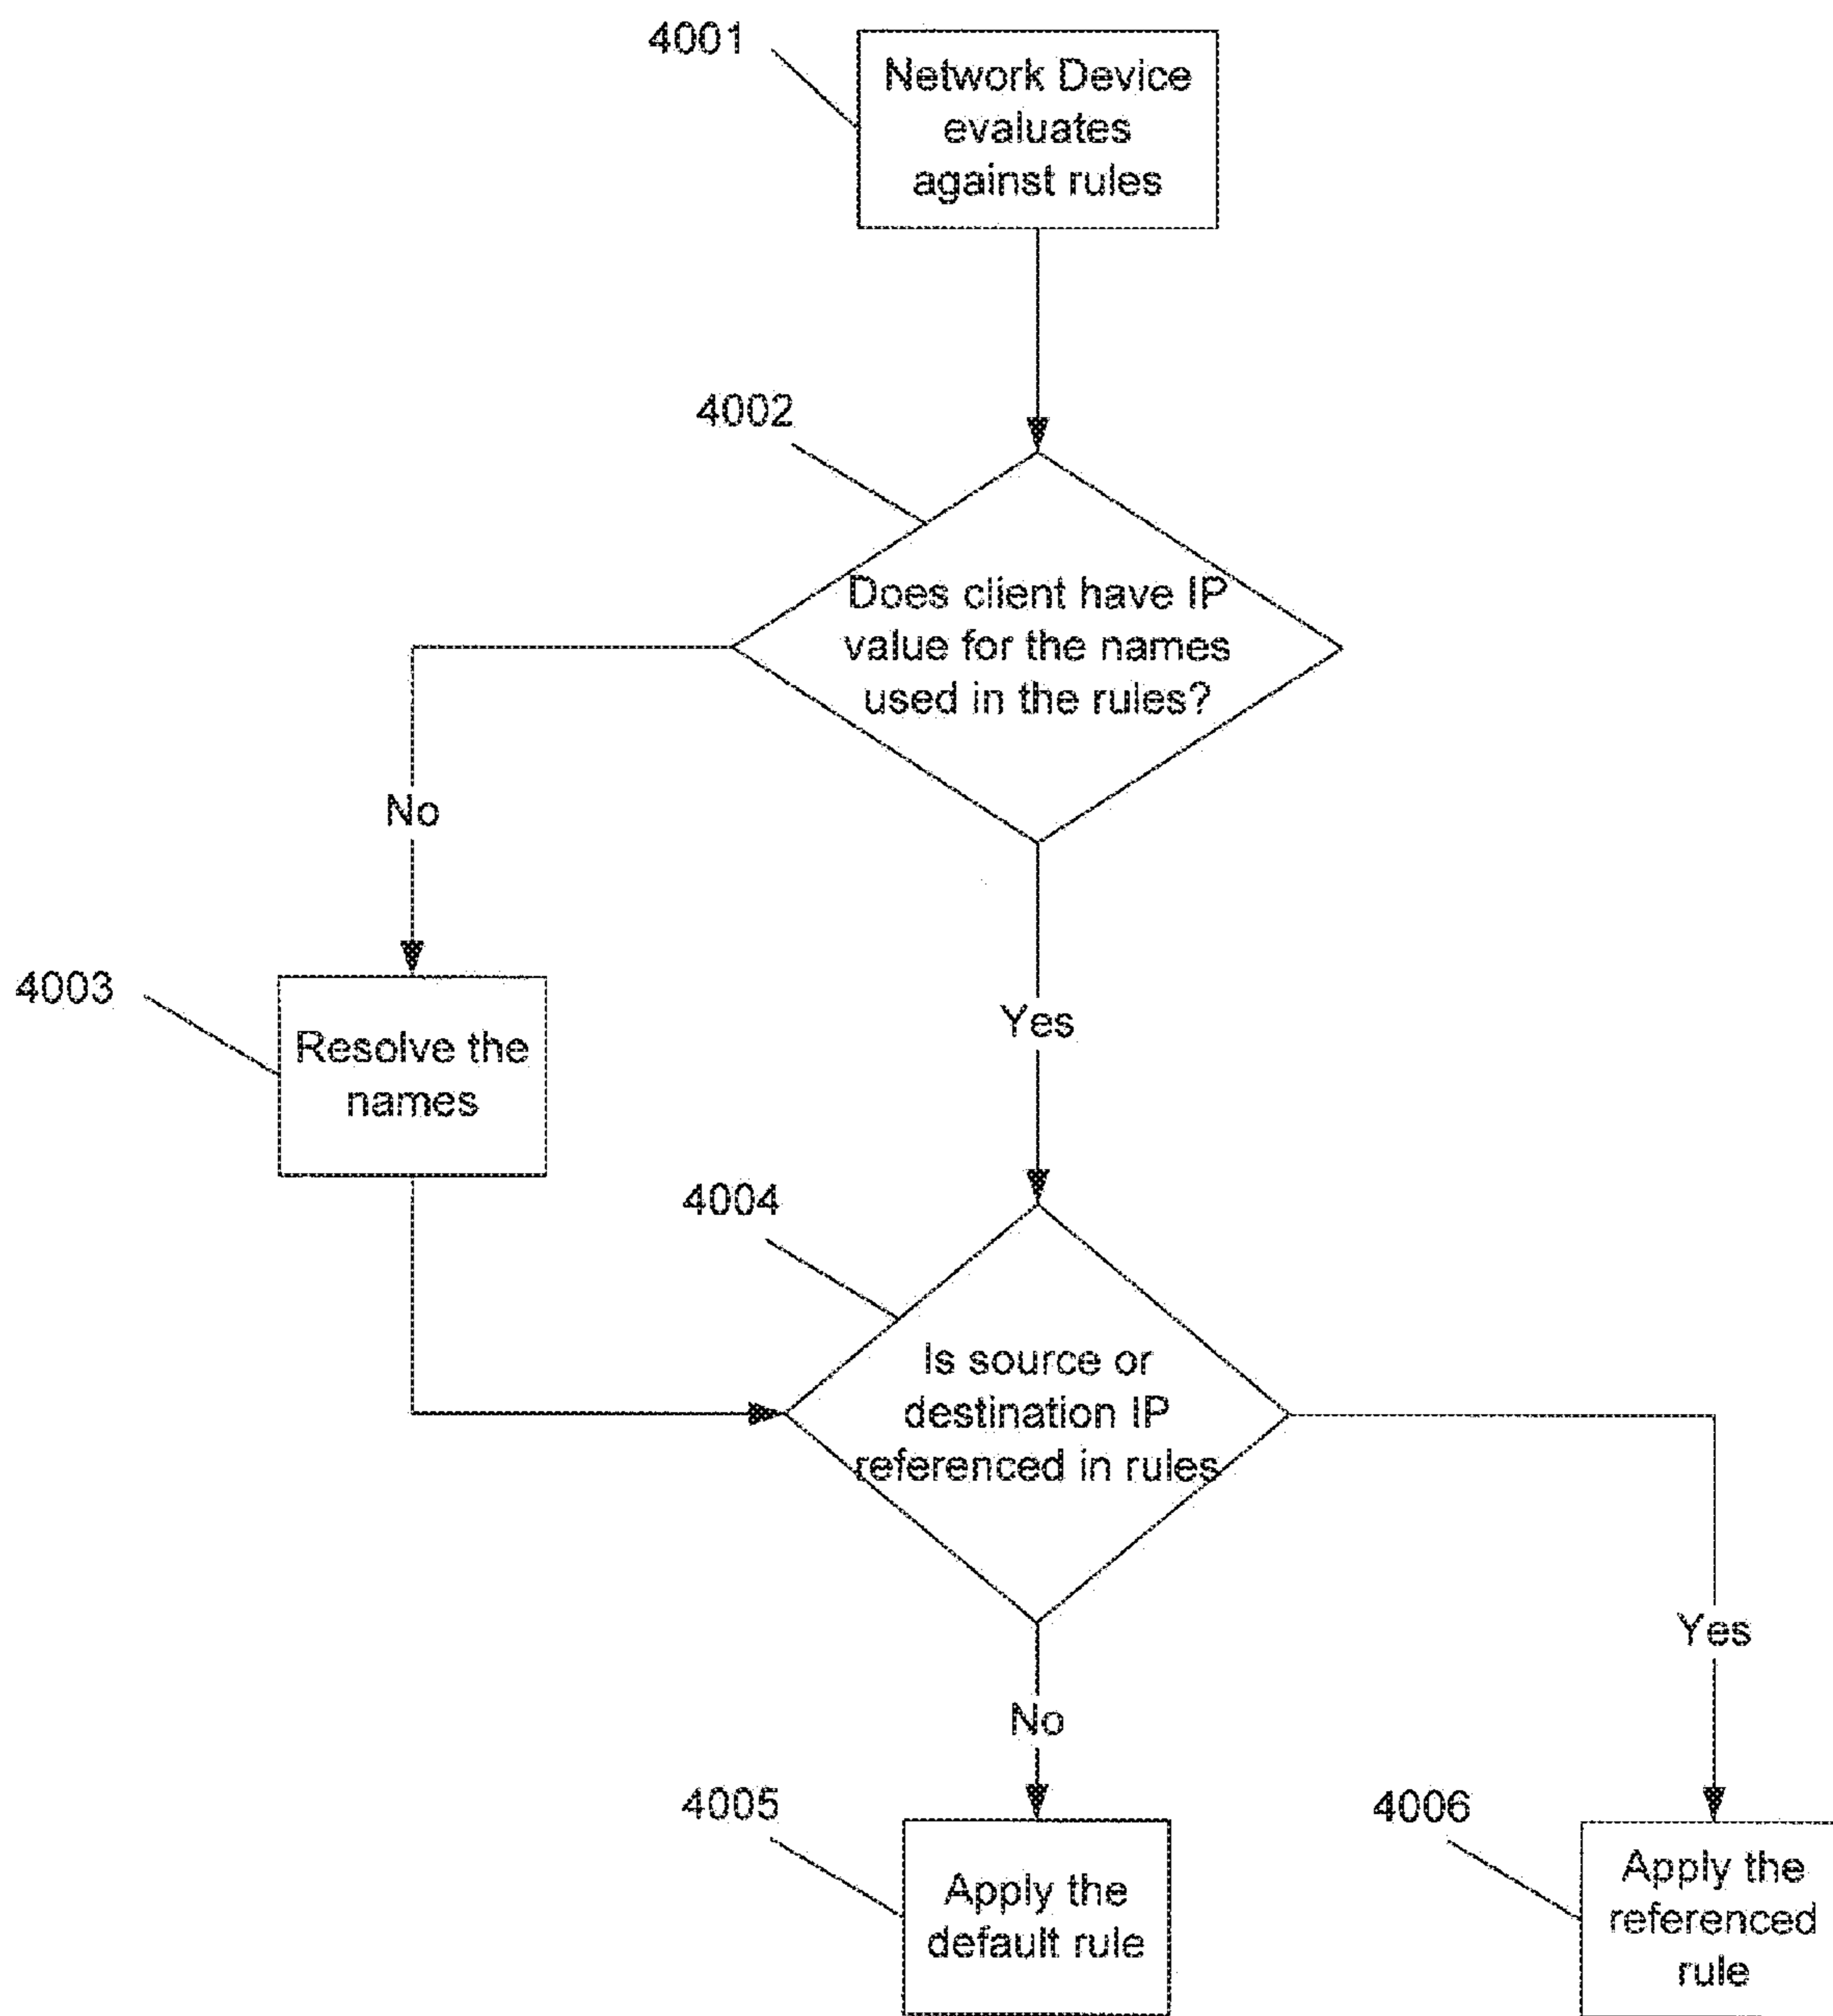 4001
Network Device
evaluates
against rules
4002
Does client have IP
value for the names
used in the rules?
No
Yes
4003
Resolve the
names
4004
Is source or
destination IP
referenced in rules
No
Yes
4005
Apply the
default rule
4006
Apply the
referenced
rule